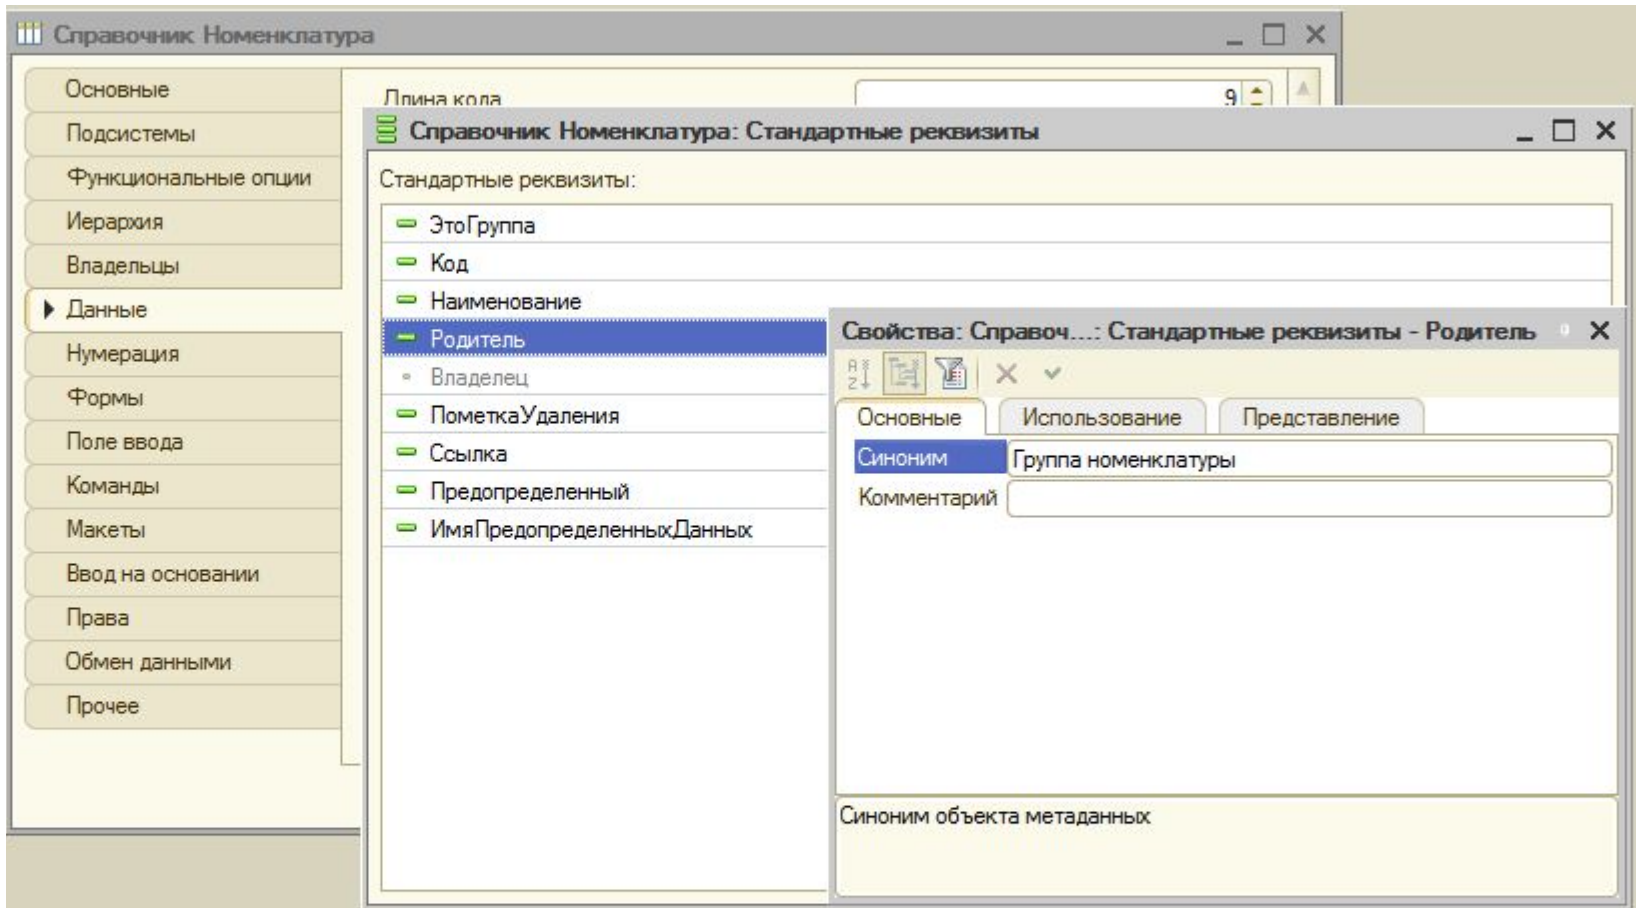 Справочник Номенклатура
Основные
Подсистемы
Функциональные опции
Иерархия
Владельцы
Данные
Нумерация
Формы
Поле ввода
Команды
Макеты
Ввод на основании
Права
Обмен данными
Прочее
Длина кода 9
Справочник Номенклатура: Стандартные реквизиты
Стандартные реквизиты:
ЭтоГруппа
Код
Наименование
Родитель
Владелец
ПометкаУдаления
Ссылка
Предопределенный
ИмяПредопределенныхДанных
Свойства: Справоч...: Стандартные реквизиты - Родитель
Основные Использование Представление
Синоним Группа номенклатуры
Комментарий
Синоним объекта метаданных